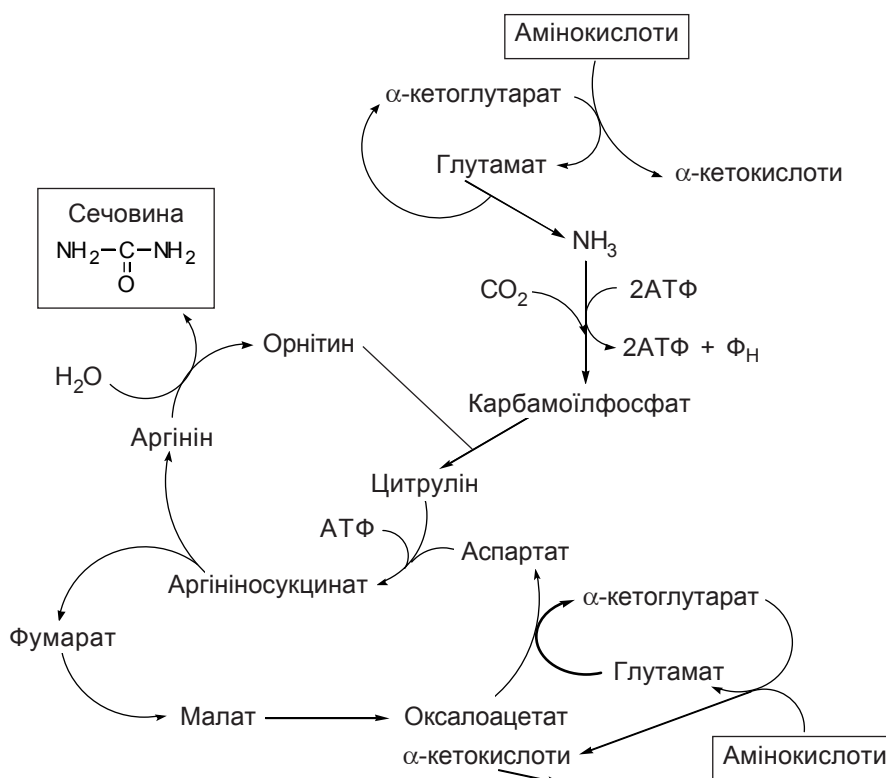 Амінокислоти
α-кетоглутарат
Глутамат
α-кетокислоти
Сечовина
NH₂–C–NH₂
O
NH₃
CO₂
2АТФ
2АТФ + Ф_Н
Орнітин
H₂O
Карбамоїлфосфат
Аргінін
Цитрулін
АТФ
Аспартат
Аргініносукцинат
α-кетоглутарат
Фумарат
Глутамат
Малат
Оксалоацетат
α-кетокислоти
Амінокислоти